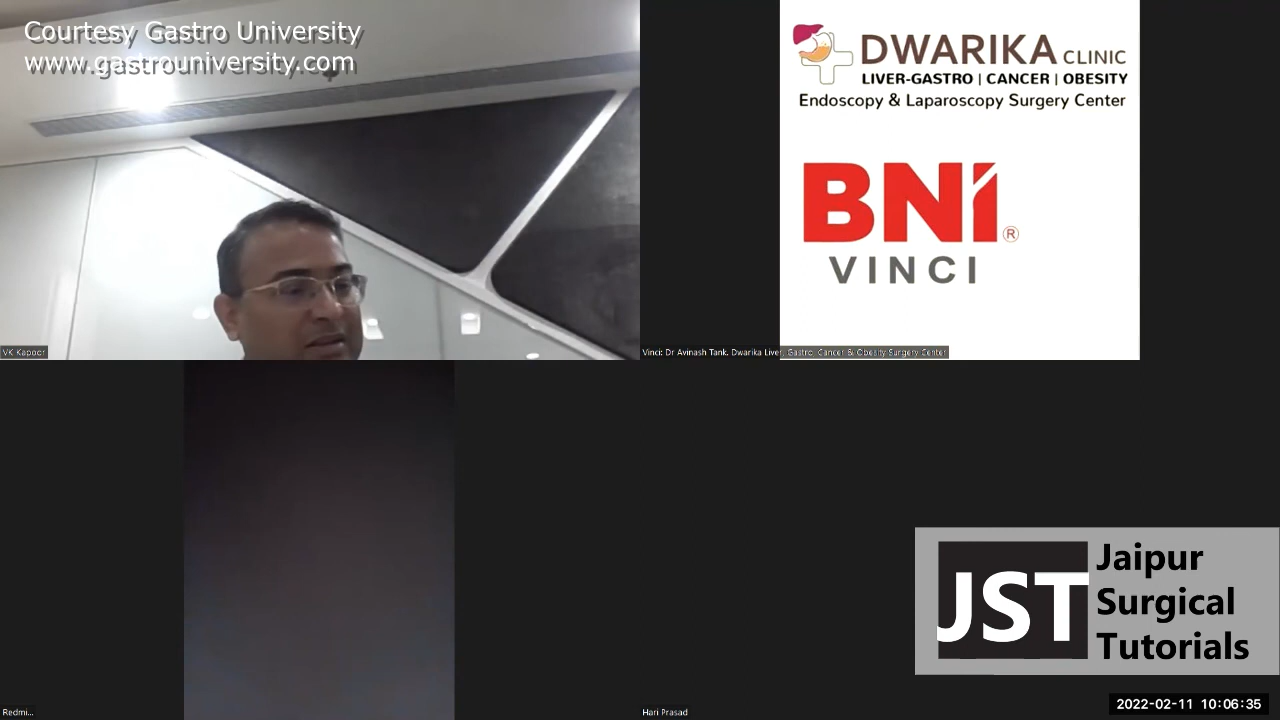 Courtesy Gastro University
www.gastrouniversity.com
DWARIKA CLINIC
LIVER-GASTRO | CANCER | OBESITY
Endoscopy & Laparoscopy Surgery Center
BNI®
VINCI
VK Kapoor
Vinci: Dr Avinash Tank, Dwarika Liver, Gastro, Cancer & Obesity Surgery Center
JST
Jaipur
Surgical
Tutorials
Redmi...
Hari Prasad
2022-02-11 10:06:35